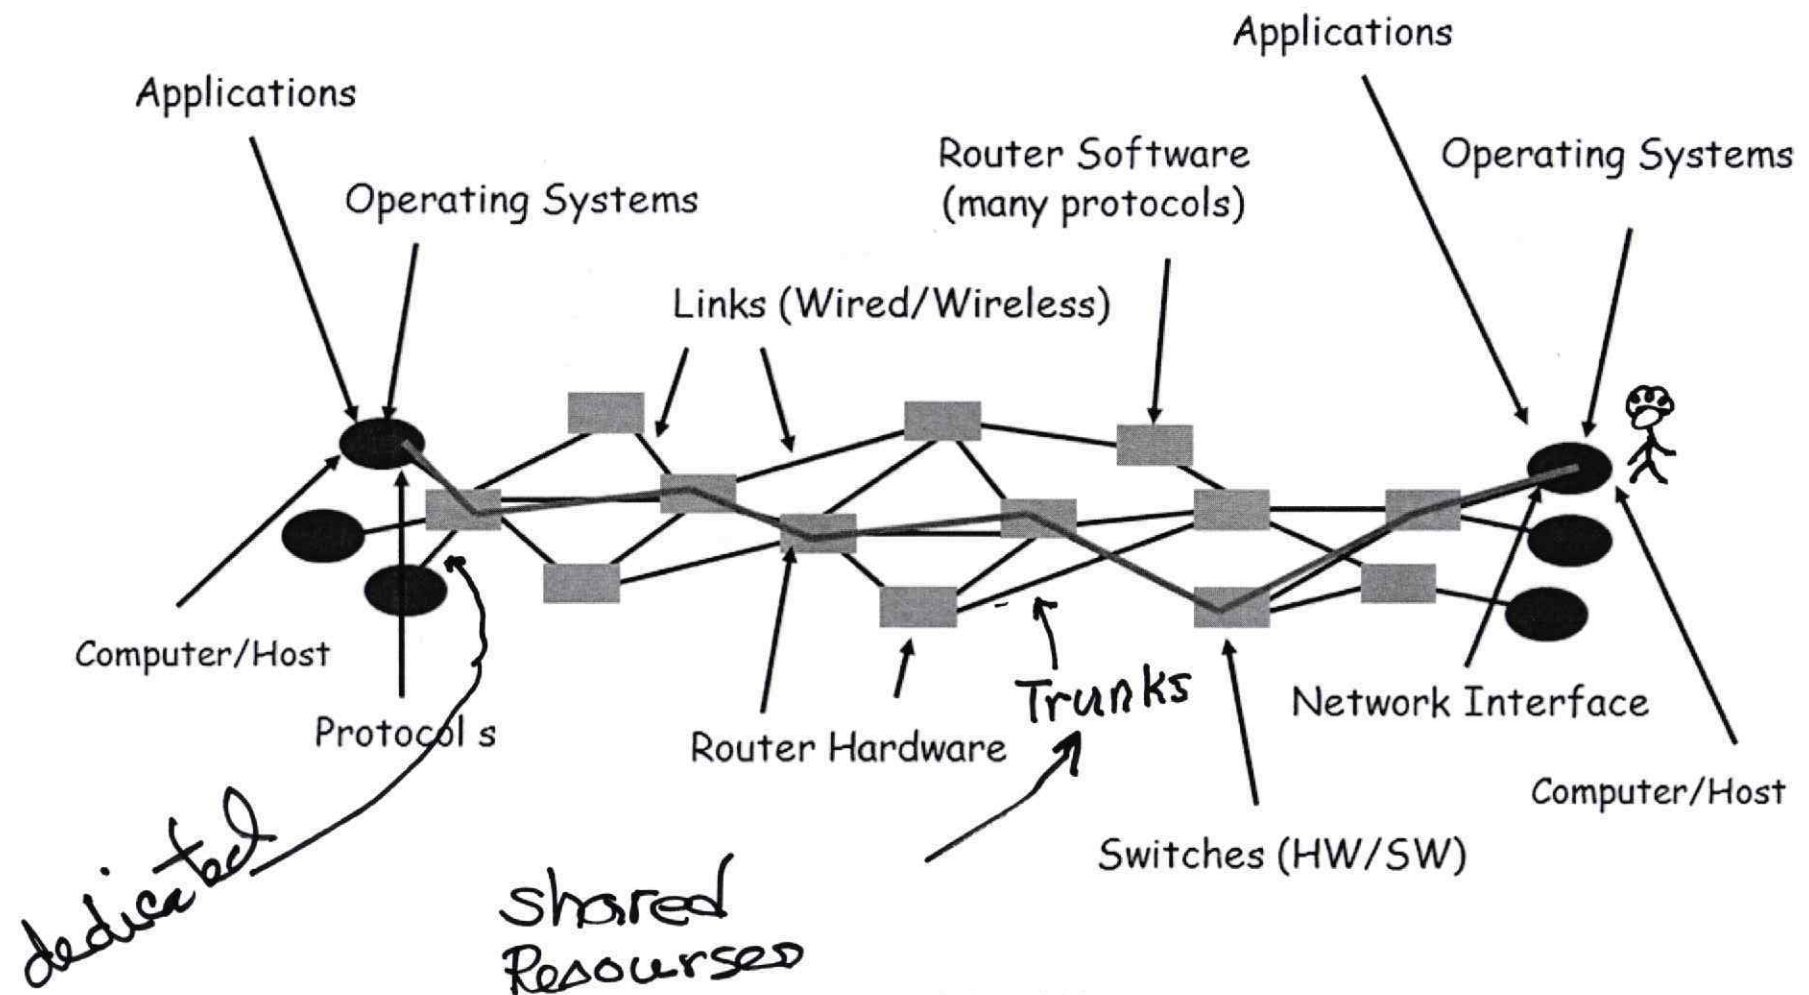 Applications
Applications
Operating Systems
Router Software
(many protocols)
Operating Systems
Links (Wired/Wireless)
Computer/Host
Protocol s
Router Hardware
Trunks
Network Interface
Computer/Host
Switches (HW/SW)
dedicated
shared
Resourses